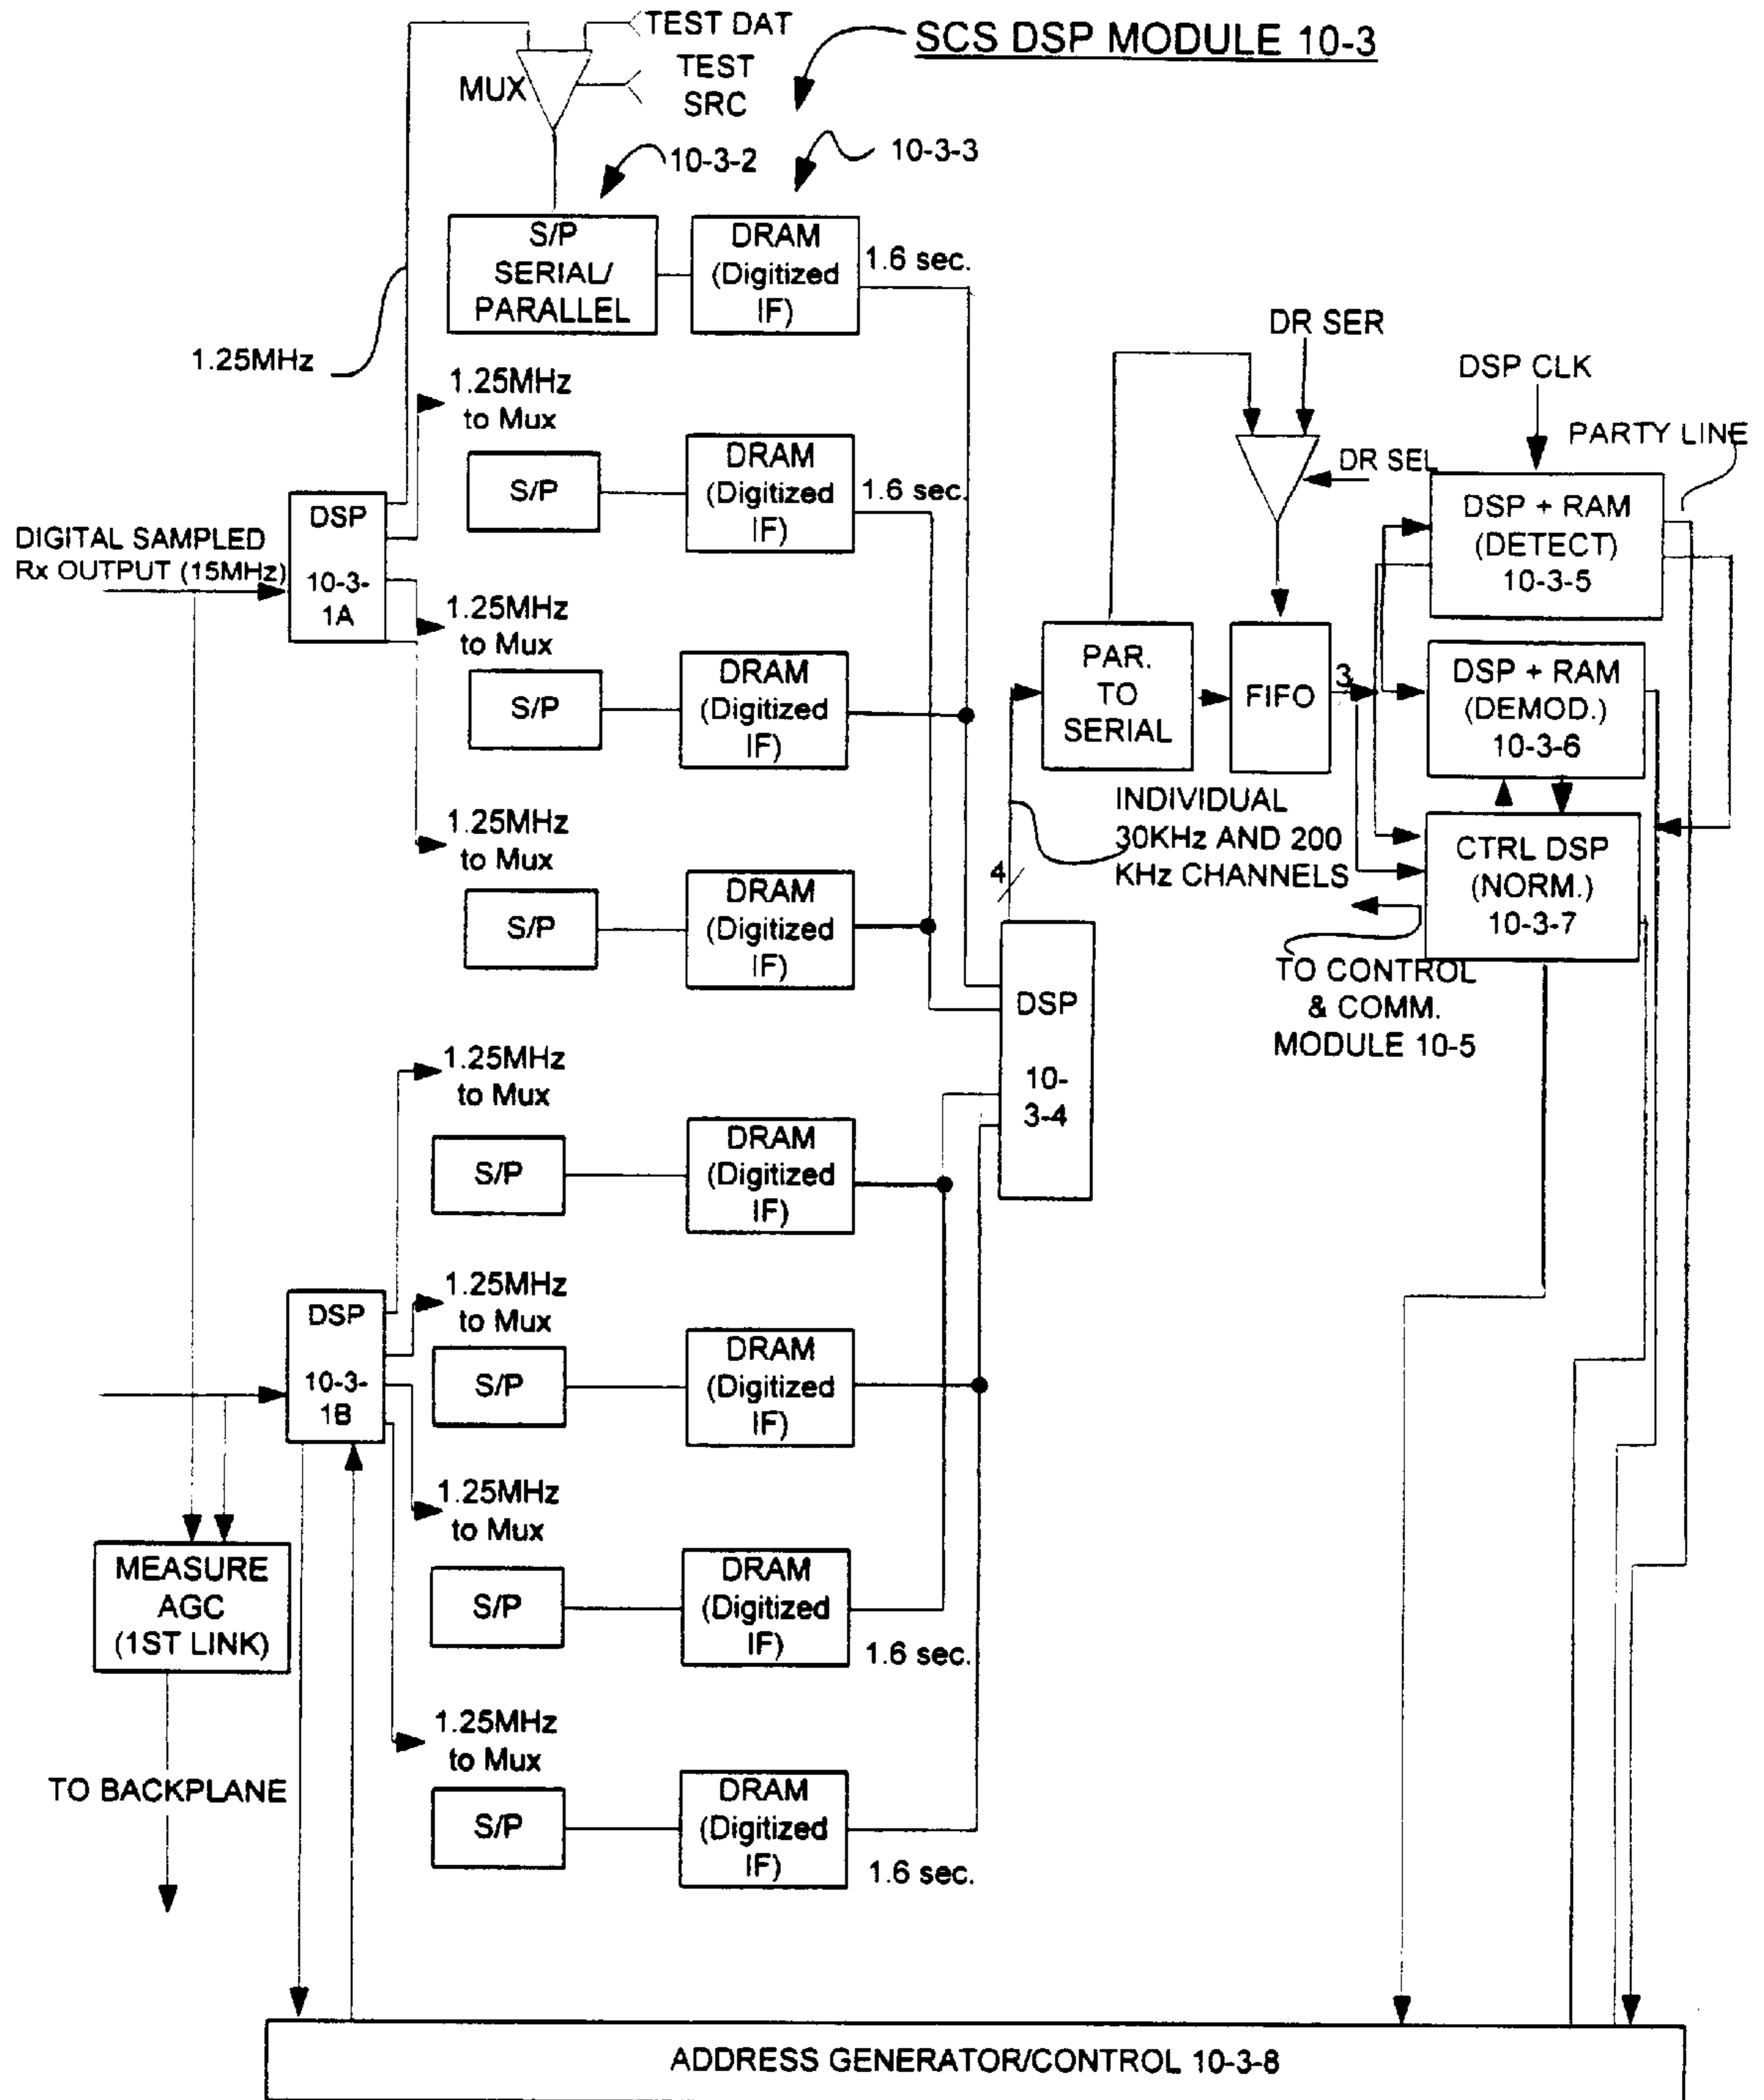 TEST DAT
SCS DSP MODULE 10-3
MUX
TEST
SRC
10-3-2
10-3-3
S/P
SERIAL/
PARALLEL
DRAM
(Digitized
IF)
1.6 sec.
1.25MHz
1.25MHz
to Mux
S/P
DRAM
(Digitized
IF)
1.6 sec.
DR SER
DSP CLK
PARTY LINE
DR SEL
DIGITAL SAMPLED
Rx OUTPUT (15MHz)
DSP
10-3-
1A
DSP + RAM
(DETECT)
10-3-5
1.25MHz
to Mux
S/P
DRAM
(Digitized
IF)
PAR.
TO
SERIAL
FIFO
3
DSP + RAM
(DEMOD.)
10-3-6
1.25MHz
to Mux
S/P
DRAM
(Digitized
IF)
INDIVIDUAL
30KHz AND 200
KHz CHANNELS
4
CTRL DSP
(NORM.)
10-3-7
TO CONTROL
& COMM.
MODULE 10-5
DSP
10-
3-4
1.25MHz
to Mux
S/P
DRAM
(Digitized
IF)
DSP
10-3-
1B
1.25MHz
to Mux
S/P
DRAM
(Digitized
IF)
1.25MHz
to Mux
S/P
DRAM
(Digitized
IF)
1.6 sec.
MEASURE
AGC
(1ST LINK)
TO BACKPLANE
1.25MHz
to Mux
S/P
DRAM
(Digitized
IF)
1.6 sec.
ADDRESS GENERATOR/CONTROL 10-3-8